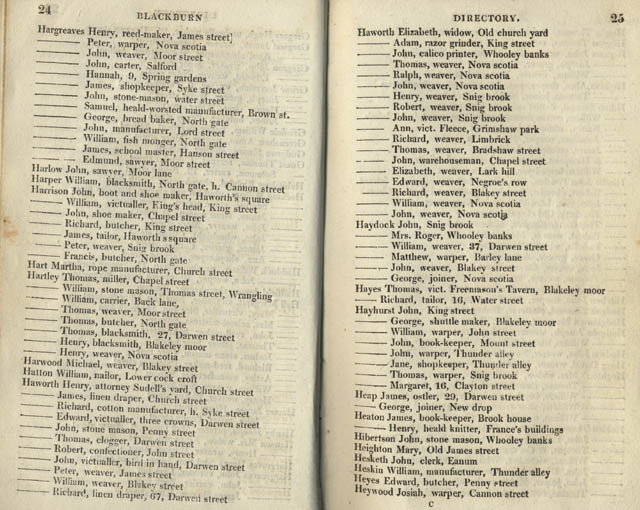 24
BLACKBURN
Hargreaves Henry, reed-maker, James street
——— Peter, warper, Nova scotia
——— John, weaver, Moor street
——— John, carter, Salford
——— Hannah, 9, Spring gardens
——— James, shopkeeper, Syke street
——— John, stone-mason, water street
——— Samuel, heald-worsted manufacturer, Brown st.
——— George, bread baker, North gate
——— John, manufacturer, Lord street
——— William, fish monger, North gate
——— James, school master, Hanson street
——— Edmund, sawyer, Moor street
Harlow John, sawyer, Moor lane
Harper William, blacksmith, North gate, h. Cannon street
Harrison John, boot and shoe maker, Haworth's square
——— William, victualler, King's head, King street
——— John, shoe maker, Chapel street
——— Richard, butcher, King street
——— James, tailor, Haworth s square
——— Peter, weaver, Snig brook
——— Francis, butcher, North gate
Hart Martha, rope manufacturer, Church street
Hartley Thomas, miller, Chapel street
——— William, stone mason, Thomas street, Wrangling
——— William, carrier, Back lane,
——— Thomas, weaver, Moor street
——— Thomas, butcher, North gate
——— Thomas, blacksmith, 27, Darwen street
——— Henry, blacksmith, Blakeley moor
——— Henry, weaver, Nova scotia
Harwood Michael, weaver, Blakey street
Hatton William, nailor, Lower cock croft
Haworth Henry, attorney Sudell's yard, Church street
——— James, linen draper, Church street
——— Richard, cotton manufacturer, h. Syke street
——— Edward, victualler, three crowns, Darwen street
——— John, stone mason, Penny street
——— Thomas, clogger, Darwen street
——— Robert, confectioner, John street
——— John, victualler, bird in hand, Darwen street
——— Peter, weaver, James street
——— William, weaver, Blakey street
——— Richard, linen draper, 67, Darwen street
DIRECTORY.
25
Haworth Elizabeth, widow, Old church yard
——— Adam, razor grinder, King street
——— John, calico printer, Whooley banks
——— Thomas, weaver, Nova scotia
——— Ralph, weaver, Nova scotia
——— John, weaver, Nova scotia
——— Henry, weaver, Snig brook
——— Robert, weaver, Snig brook
——— John, weaver, Snig brook
——— Ann, vict. Fleece, Grimshaw park
——— Richard, weaver, Limbrick
——— Thomas, weaver, Bradshaw street
——— John, warehouseman, Chapel street
——— Elizabeth, weaver, Lark hill
——— Edward, weaver, Negroe's row
——— Richard, weaver, Blakey street
——— William, weaver, Nova scotia
——— John, weaver, Nova scotia
Haydock John, Snig brook
——— Mrs. Roger, Whooley banks
——— William, weaver, 37, Darwen street
——— Matthew, warper, Barley lane
——— John, weaver, Blakey street
——— George, joiner, Nova scotia
Hayes Thomas, vict. Freemason's Tavern, Blakeley moor
——— Richard, tailor, 16, Water street
Hayhurst John, King street
——— George, shuttle maker, Blakeley moor
——— William, warper, John street
——— John, book-keeper, Mount street
——— John, warper, Thunder alley
——— Jane, shopkeeper, Thunder alley
——— Thomas, warper, Snig brook
——— Margaret, 16, Clayton street
Heap James, ostler, 29, Darwen street
——— George, joiner, New drop
Heaton James, book-keeper, Brook house
——— Henry, heald knitter, France's buildings
Hibertson John, stone mason, Whooley banks
Heighton Mary, Old James street
Hesketh John, clerk, Eanum
Heskin William, manufacturer, Thunder alley
Heyes Edward, butcher, Penny street
Heywood Josiah, warper, Cannon street
C